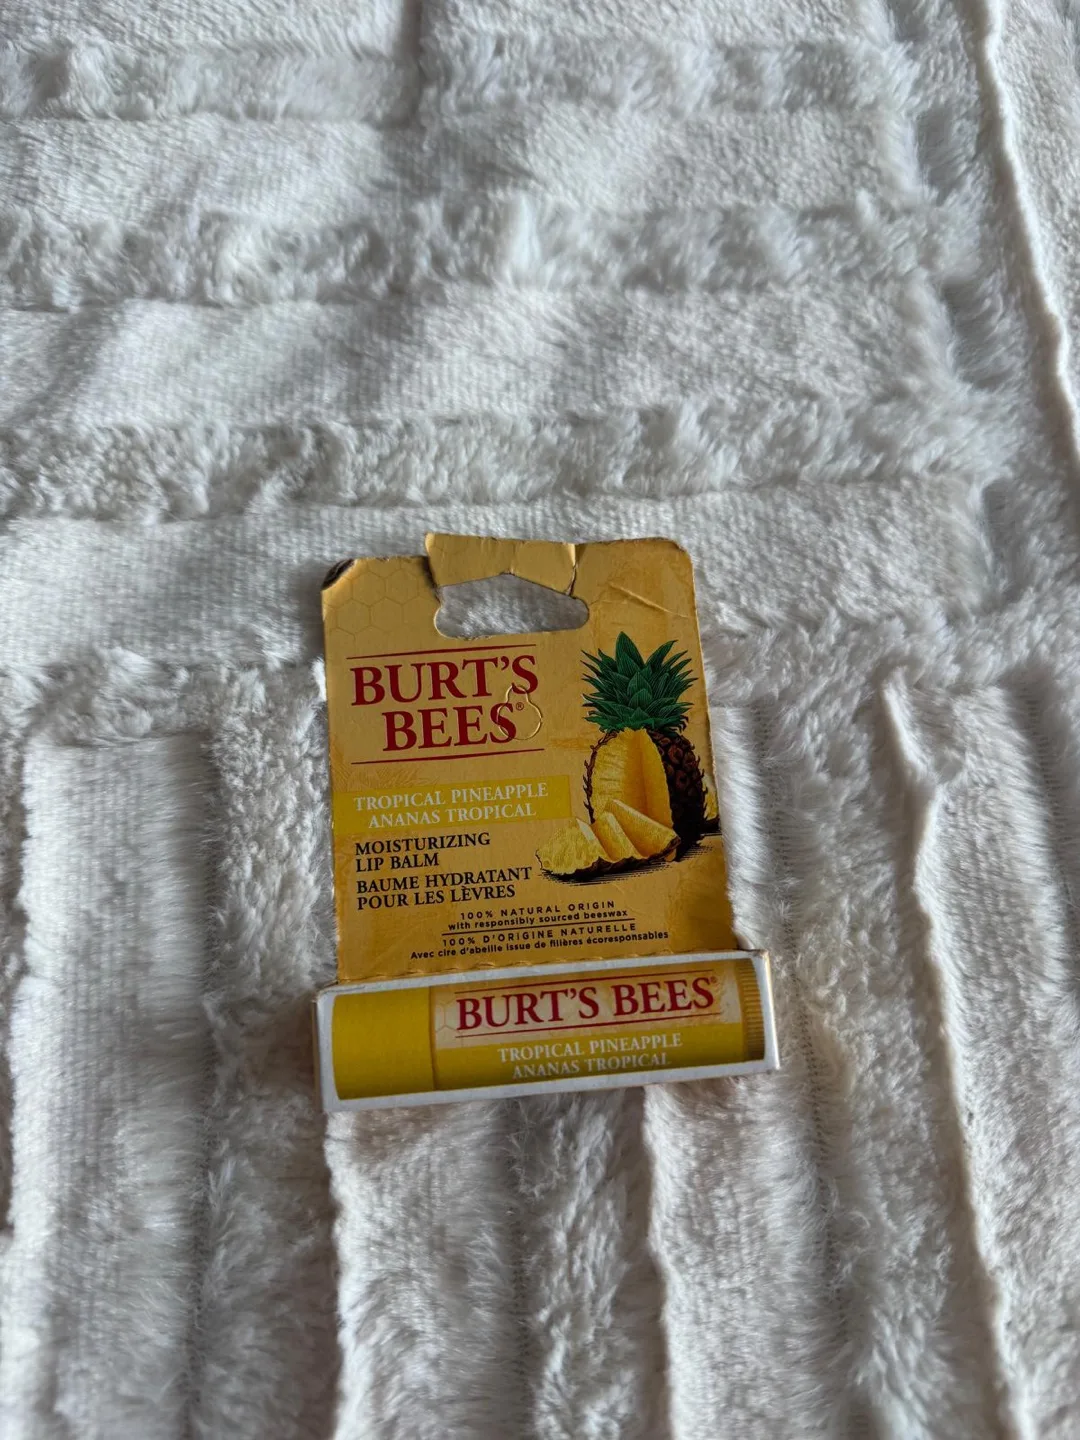 BURT'S
BEES®
TROPICAL PINEAPPLE
ANANAS TROPICAL
MOISTURIZING
LIP BALM
BAUME HYDRATANT
POUR LES LÈVRES
100% NATURAL ORIGIN
with responsibly sourced beeswax
100% D'ORIGINE NATURELLE
Avec cire d'abeille issue de filières écoresponsables
BURT'S BEES®
TROPICAL PINEAPPLE
ANANAS TROPICAL